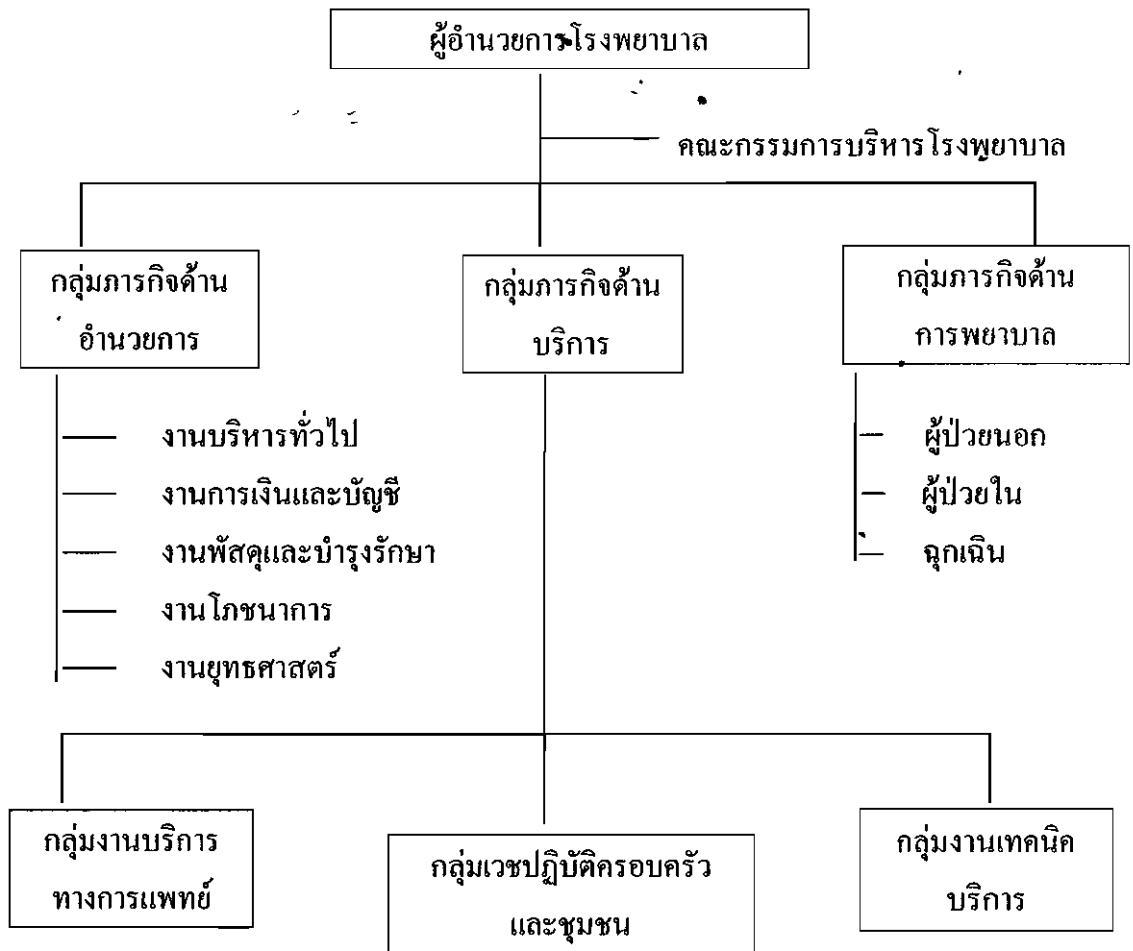 ผู้อำนวยการโรงพยาบาล
คณะกรรมการบริหารโรงพยาบาล
กลุ่มภารกิจด้าน
อำนวยการ
กลุ่มภารกิจด้าน
บริการ
กลุ่มภารกิจด้าน
การพยาบาล
งานบริหารทั่วไป
งานการเงินและบัญชี
งานพัสดุและบำรุงรักษา
งานโภชนาการ
งานยุทธศาสตร์
ผู้ป่วยนอก
ผู้ป่วยใน
ฉุกเฉิน
กลุ่มงานบริการ
ทางการแพทย์
กลุ่มเวชปฏิบัติครอบครัว
และชุมชน
กลุ่มงานเทคนิค
บริการ